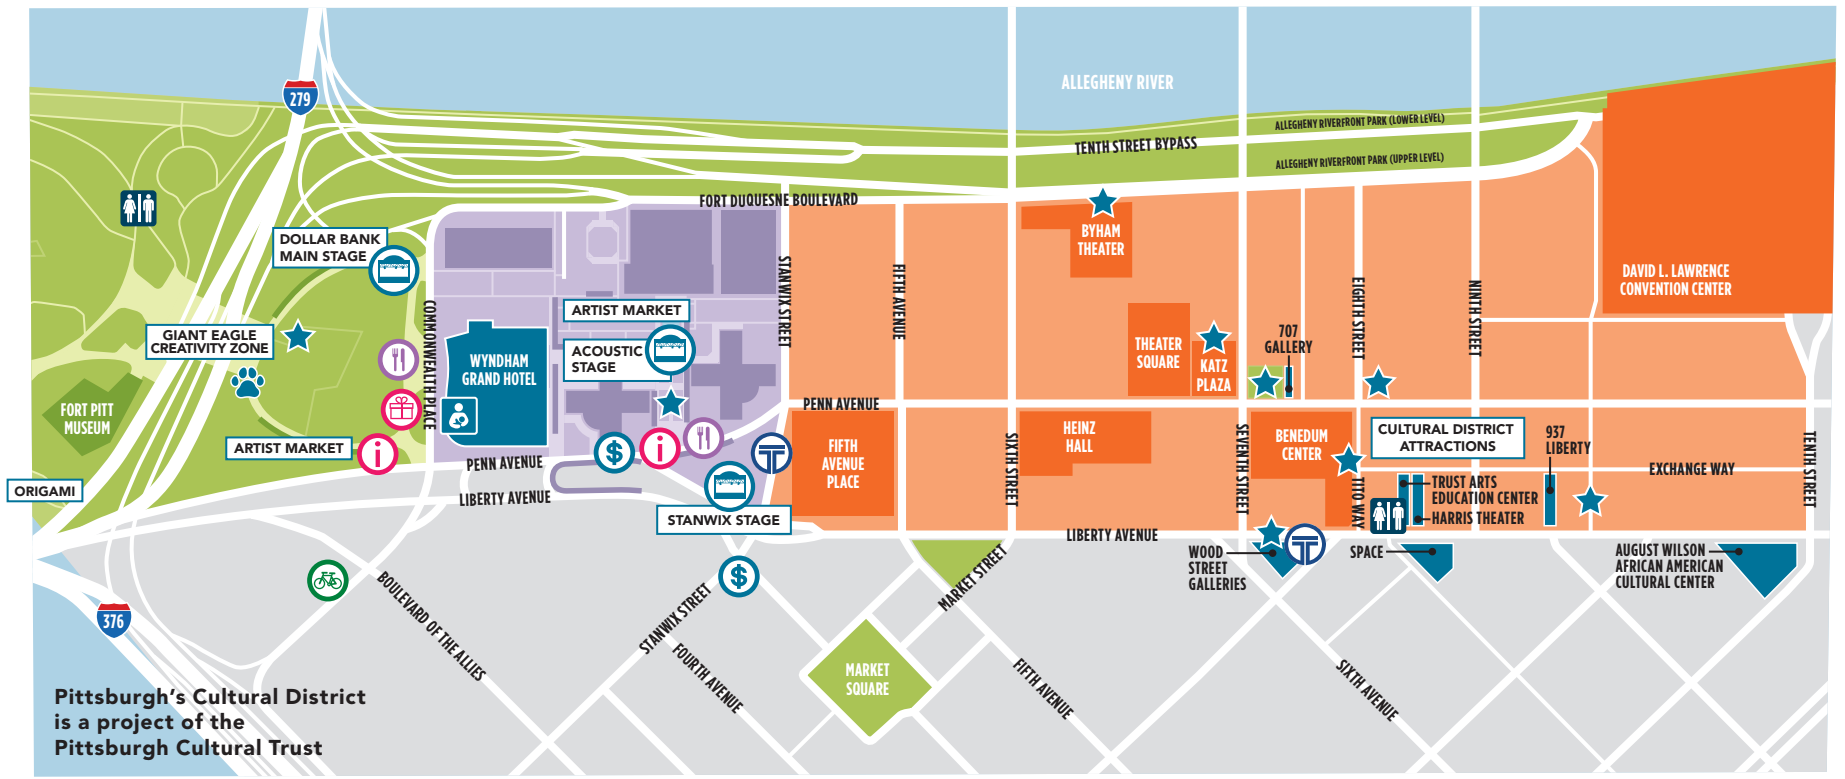 ALLEGHENY RIVER
279
ALLEGHENY RIVERFRONT PARK (LOWER LEVEL)
TENTH STREET BYPASS
ALLEGHENY RIVERFRONT PARK (UPPER LEVEL)
FORT DUQUESNE BOULEVARD
DOLLAR BANK
MAIN STAGE
BYHAM
THEATER
DAVID L. LAWRENCE
CONVENTION CENTER
STANWIX STREET
FIFTH AVENUE
EIGHTH STREET
NINTH STREET
COMMONWEALTH PLACE
ARTIST MARKET
GIANT EAGLE
CREATIVITY ZONE
ACOUSTIC
STAGE
WYNDHAM
GRAND HOTEL
THEATER
SQUARE
KATZ
PLAZA
707
GALLERY
FORT PITT
MUSEUM
PENN AVENUE
ARTIST MARKET
i
PENN AVENUE
LIBERTY AVENUE
$
i
T
FIFTH
AVENUE
PLACE
SIXTH STREET
HEINZ
HALL
SEVENTH STREET
BENEDUM
CENTER
CULTURAL DISTRICT
ATTRACTIONS
937
LIBERTY
EXCHANGE WAY
TENTH STREET
TITO WAY
TRUST ARTS
EDUCATION CENTER
HARRIS THEATER
ORIGAMI
STANWIX STAGE
LIBERTY AVENUE
WOOD
STREET
GALLERIES
T
SPACE
AUGUST WILSON
AFRICAN AMERICAN
CULTURAL CENTER
$
MARKET STREET
376
BOULEVARD OF THE ALLIES
STANWIX STREET
FOURTH AVENUE
MARKET
SQUARE
FIFTH AVENUE
SIXTH AVENUE
Pittsburgh's Cultural District
is a project of the
Pittsburgh Cultural Trust